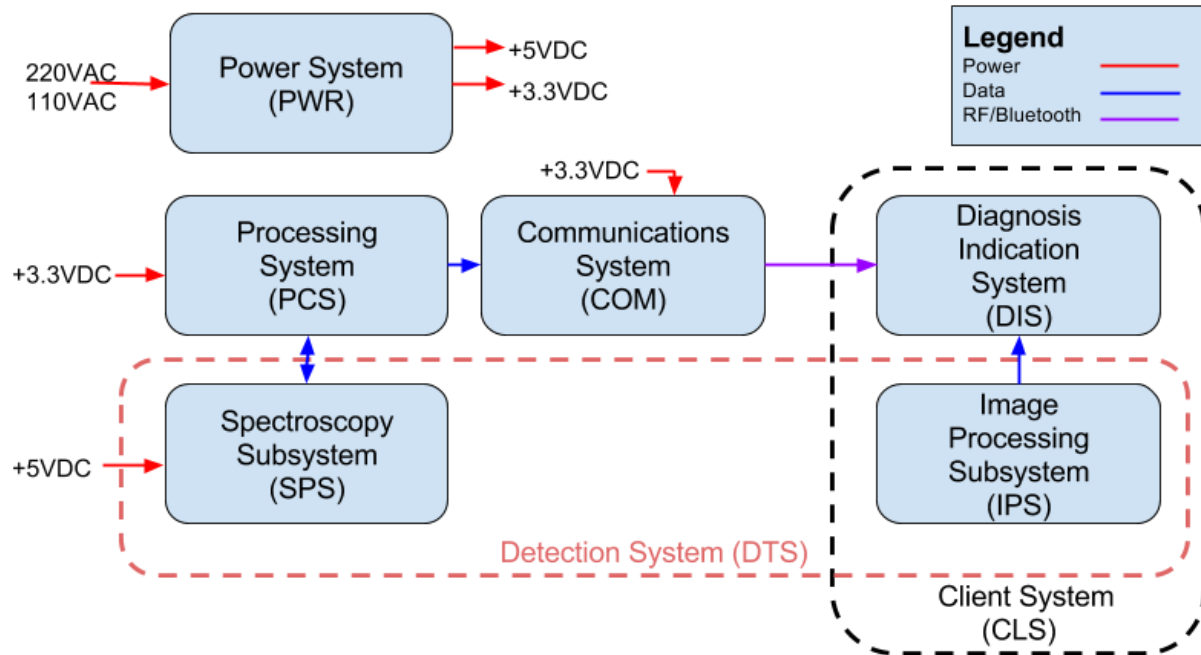 220VAC
110VAC
Power System
(PWR)
+5VDC
+3.3VDC
Legend
Power
Data
RF/Bluetooth
+3.3VDC
+3.3VDC
Processing
System
(PCS)
Communications
System
(COM)
Diagnosis
Indication
System
(DIS)
+5VDC
Spectroscopy
Subsystem
(SPS)
Image
Processing
Subsystem
(IPS)
Detection System (DTS)
Client System
(CLS)